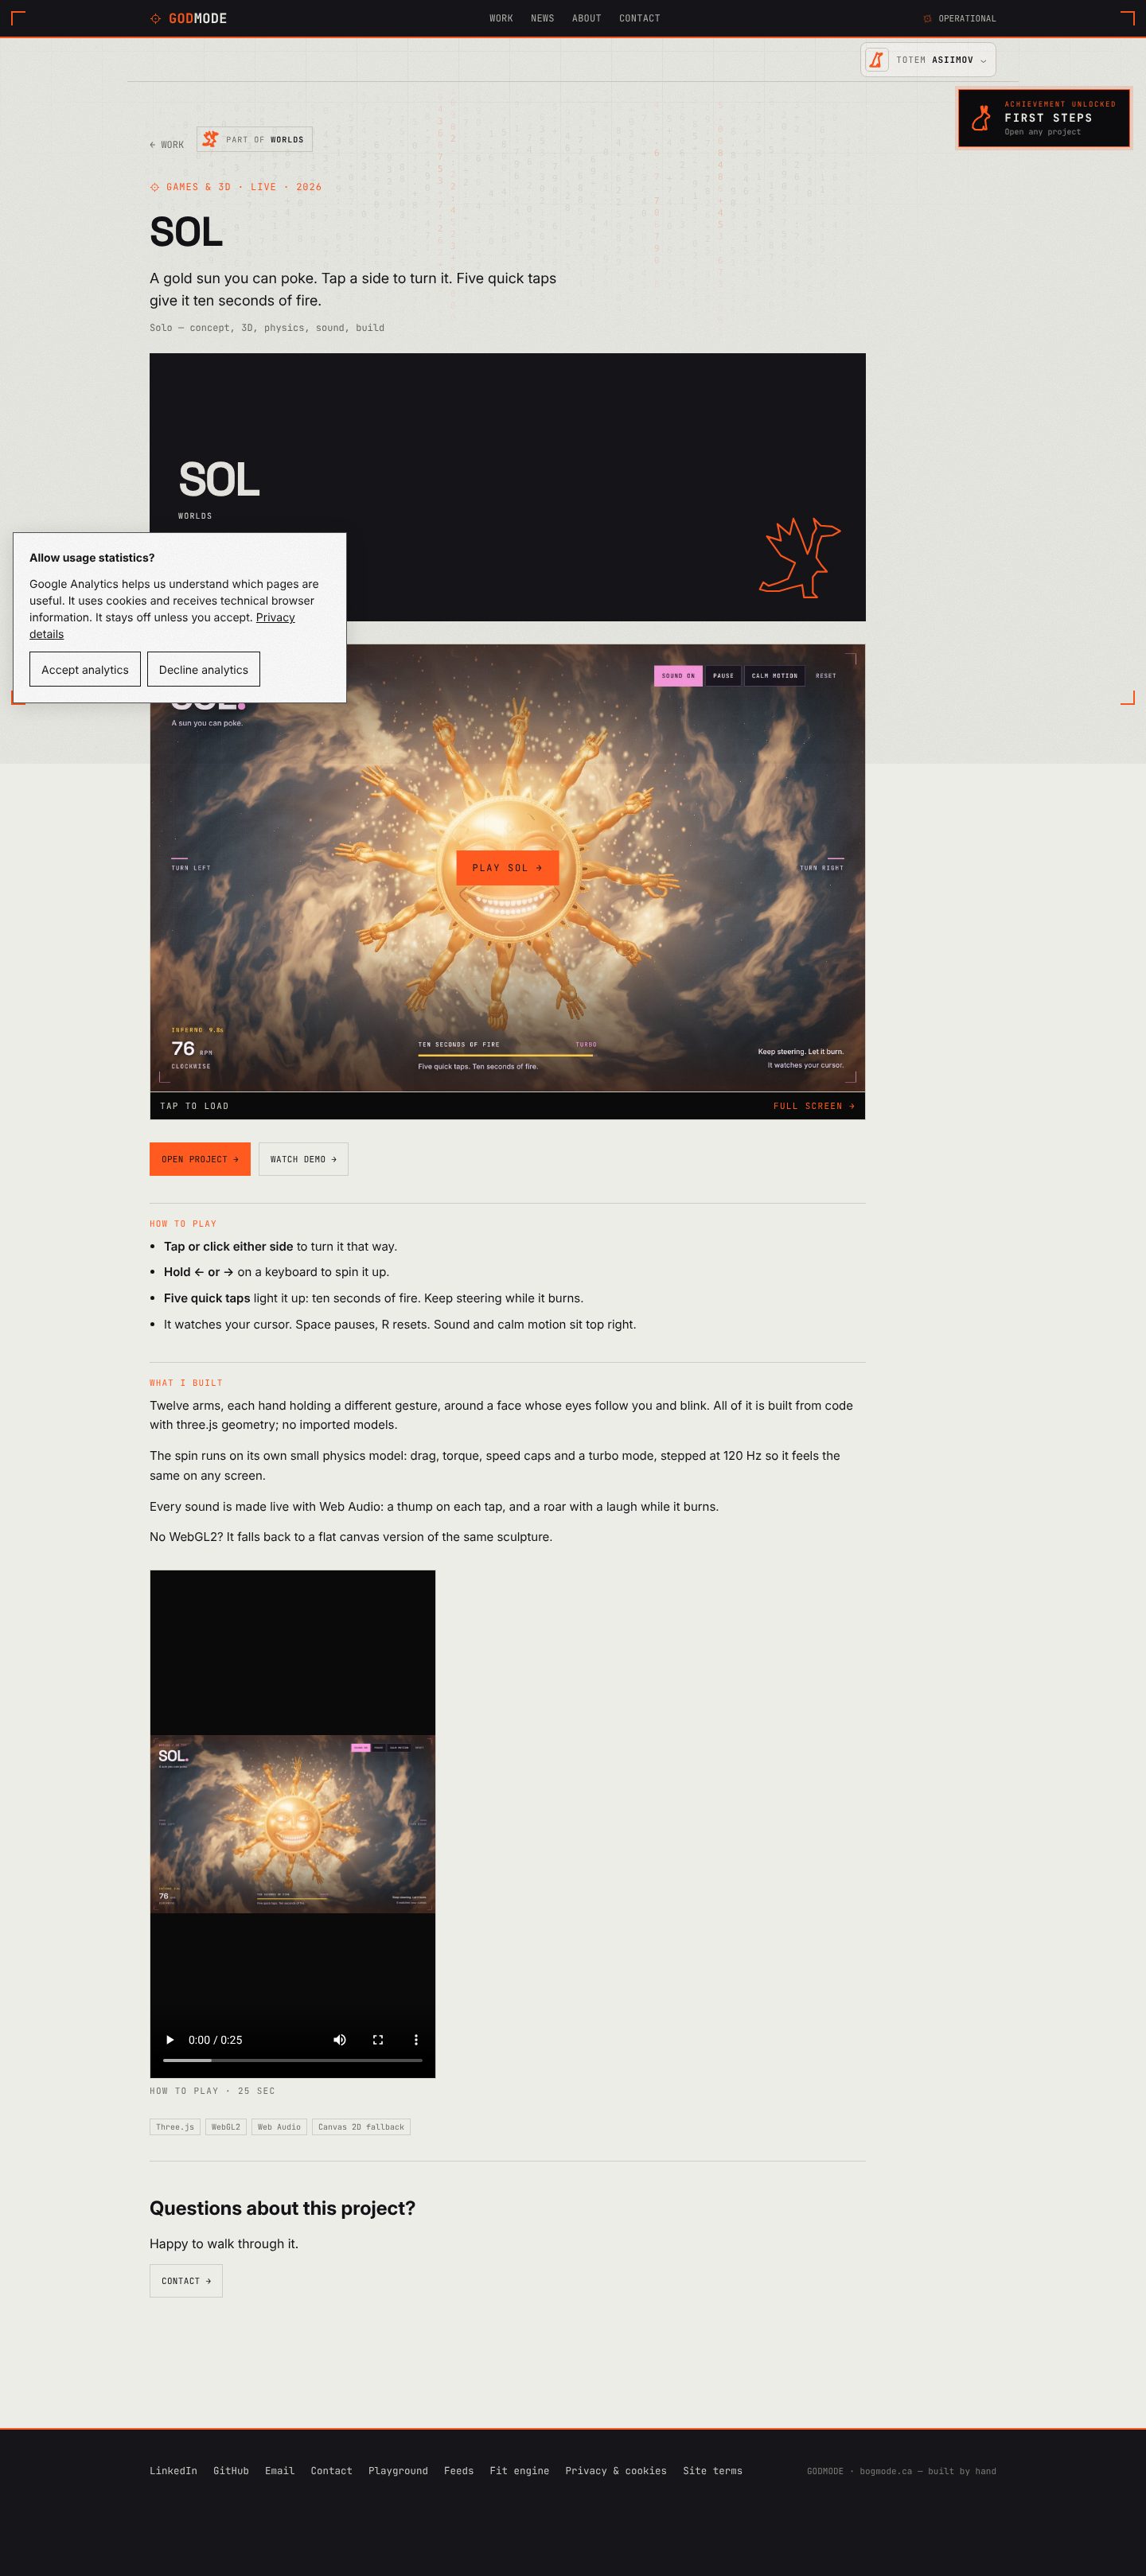 GODMODE
WORK NEWS ABOUT CONTACT
OPERATIONAL
TOTEM ASIIMOV
ACHIEVEMENT UNLOCKED
FIRST STEPS
Open any project
← WORK
PART OF WORLDS
GAMES & 3D · LIVE · 2026
SOL
A gold sun you can poke. Tap a side to turn it. Five quick taps
give it ten seconds of fire.
Solo — concept, 3D, physics, sound, build
SOL
WORLDS
Allow usage statistics?
Google Analytics helps us understand which pages are
useful. It uses cookies and receives technical browser
information. It stays off unless you accept. Privacy
details
Accept analytics Decline analytics
SOUND ON PAUSE CALM MOTION RESET
SOL.
A sun you can poke.
TURN LEFT
PLAY SOL →
TURN RIGHT
INFERNO 9.8s
76 RPM
CLOCKWISE
TEN SECONDS OF FIRE TURBO
Five quick taps. Ten seconds of fire.
Keep steering. Let it burn.
It watches your cursor.
TAP TO LOAD FULL SCREEN →
OPEN PROJECT → WATCH DEMO →
HOW TO PLAY
• Tap or click either side to turn it that way.
• Hold ← or → on a keyboard to spin it up.
• Five quick taps light it up: ten seconds of fire. Keep steering while it burns.
• It watches your cursor. Space pauses, R resets. Sound and calm motion sit top right.
WHAT I BUILT
Twelve arms, each hand holding a different gesture, around a face whose eyes follow you and blink. All of it is built from code
with three.js geometry; no imported models.
The spin runs on its own small physics model: drag, torque, speed caps and a turbo mode, stepped at 120 Hz so it feels the
same on any screen.
Every sound is made live with Web Audio: a thump on each tap, and a roar with a laugh while it burns.
No WebGL2? It falls back to a flat canvas version of the same sculpture.
SOL.
76
0:00 / 0:25
HOW TO PLAY · 25 SEC
Three.js WebGL2 Web Audio Canvas 2D fallback
Questions about this project?
Happy to walk through it.
CONTACT →
LinkedIn GitHub Email Contact Playground Feeds Fit engine Privacy & cookies Site terms
GODMODE · bogmode.ca — built by hand